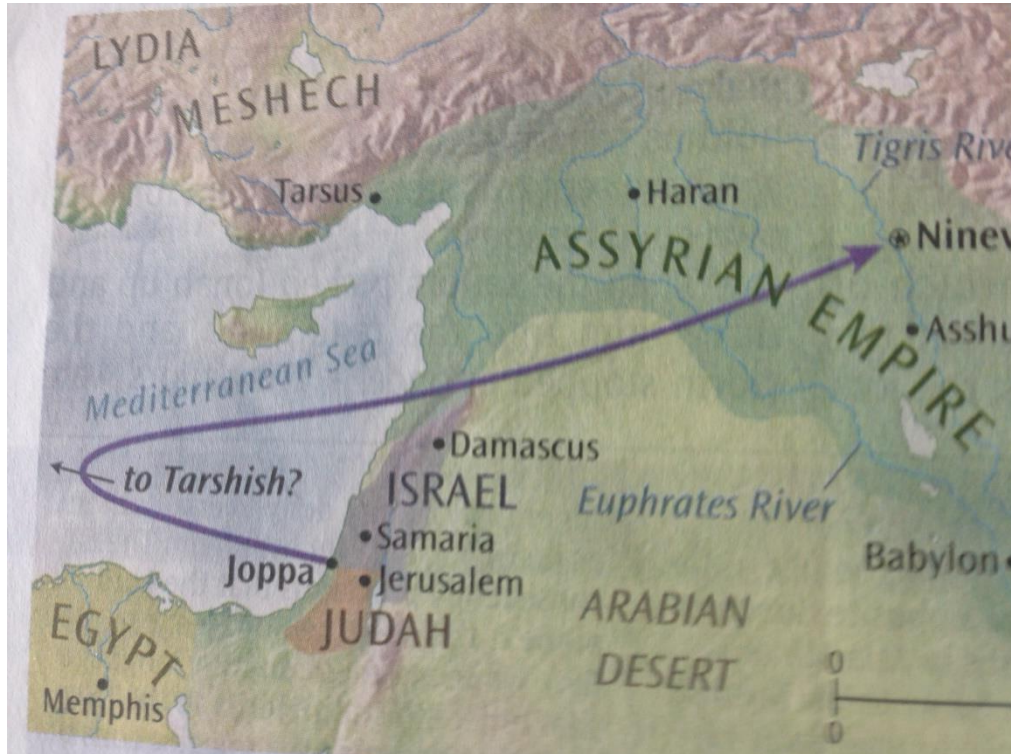 LYDIA
MESHECH
Tigris Rive
Tarsus
Haran
Ninev
ASSYRIAN EMPIRE
Asshu
Mediterranean Sea
Damascus
to Tarshish?
ISRAEL
Euphrates River
Samaria
Joppa
Jerusalem
Babylon
JUDAH
ARABIAN
DESERT
EGYPT
Memphis
0
0